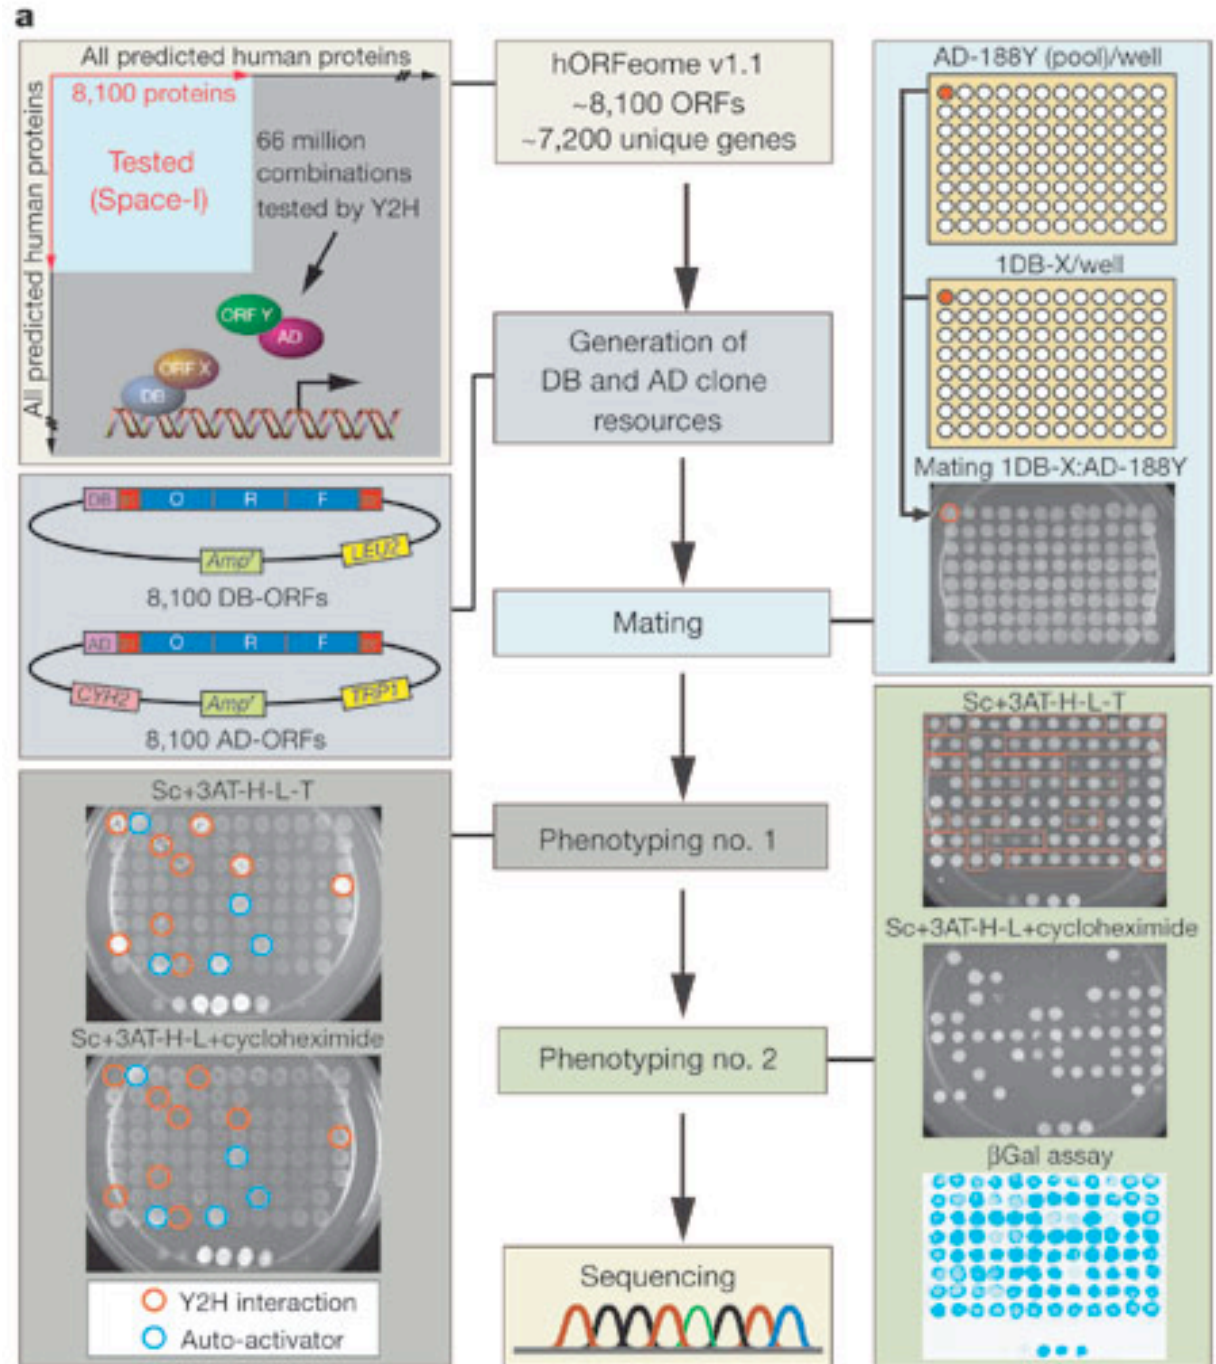 a
All predicted human proteins
All predicted human proteins
8,100 proteins
Tested
(Space-I)
66 million
combinations
tested by Y2H
ORF Y
AD
ORF X
DB
hORFeome v1.1
~8,100 ORFs
~7,200 unique genes
AD-188Y (pool)/well
1DB-X/well
Mating 1DB-X:AD-188Y
Generation of
DB and AD clone
resources
DB O R F
Ampʳ
LEU2
8,100 DB-ORFs
AD O R F
CYH2
Ampʳ
TRP1
8,100 AD-ORFs
Mating
Sc+3AT-H-L-T
Phenotyping no. 1
Sc+3AT-H-L+cycloheximide
Y2H interaction
Auto-activator
Sc+3AT-H-L-T
Sc+3AT-H-L+cycloheximide
Phenotyping no. 2
βGal assay
Sequencing